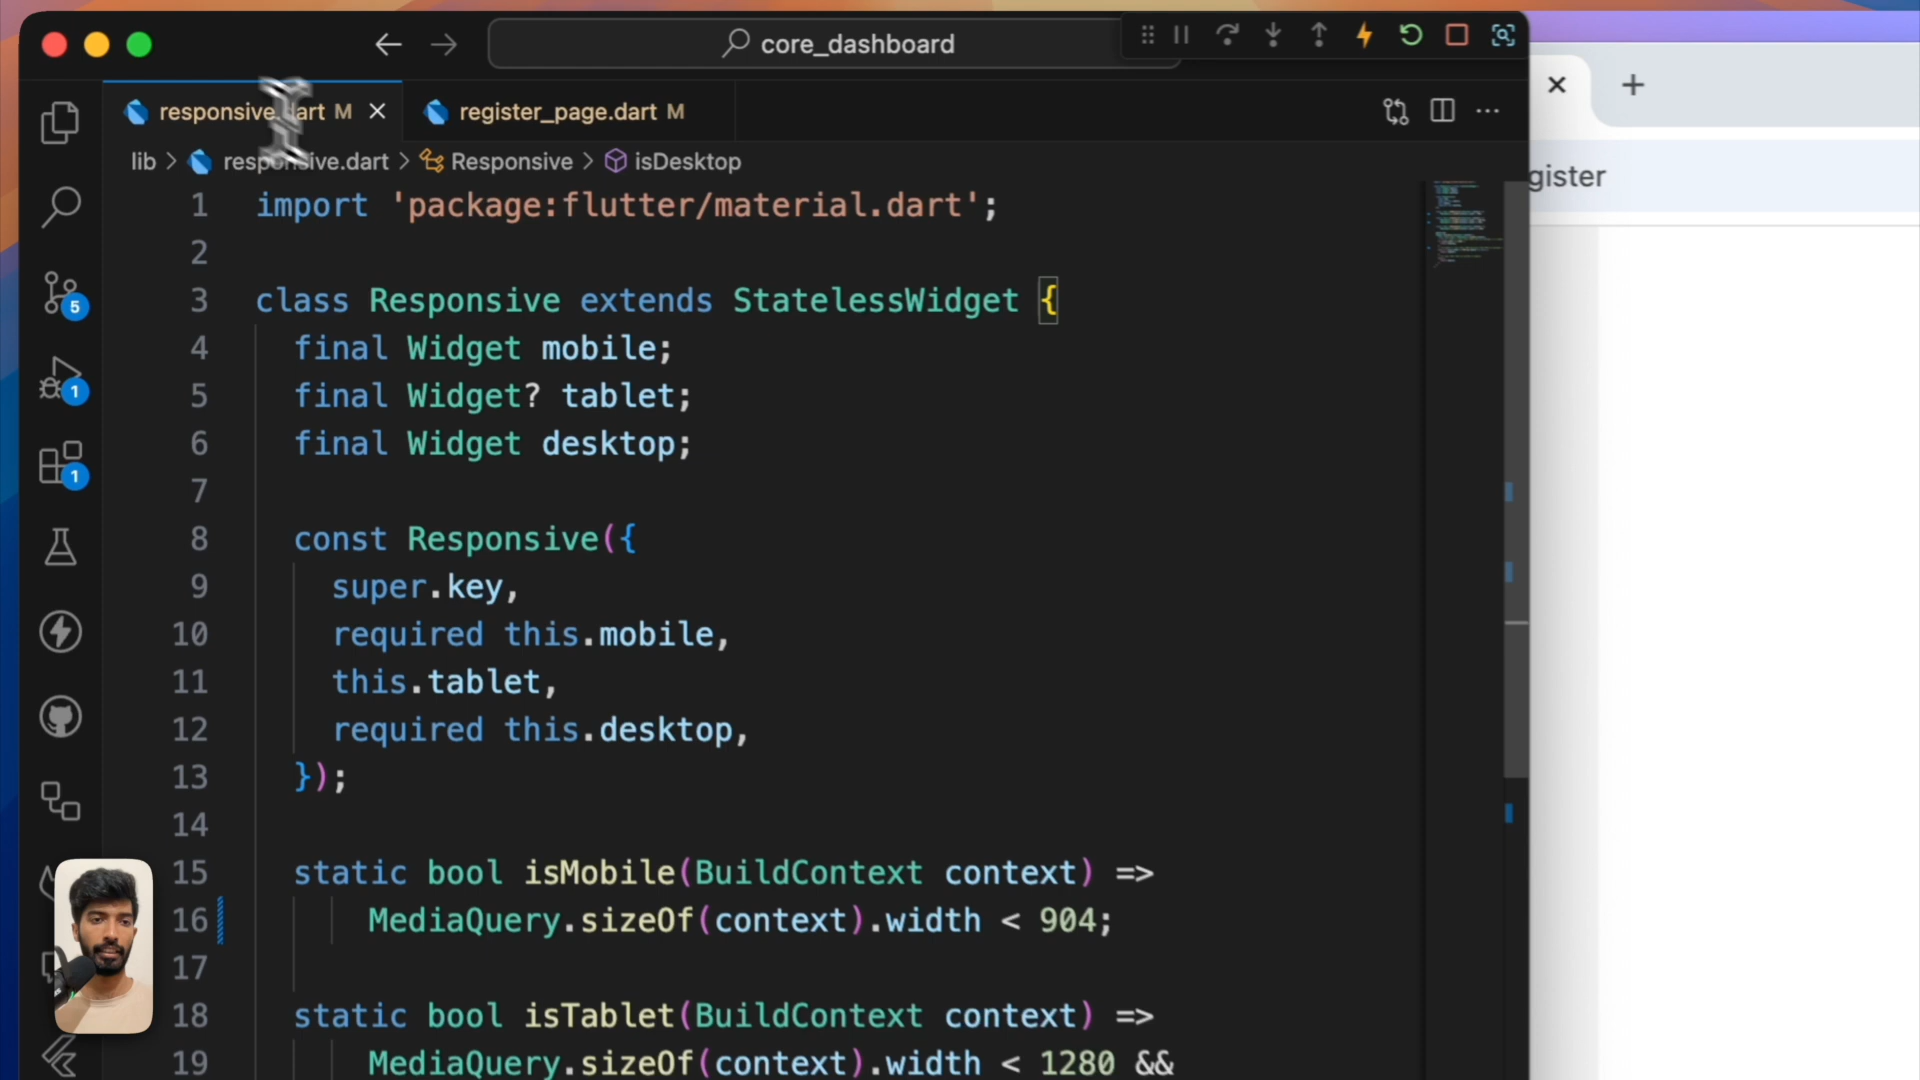 core_dashboard
responsive.dart M
register_page.dart M
lib > responsive.dart > Responsive > isDesktop
gister
5
1
1
1 import 'package:flutter/material.dart';
2
3 class Responsive extends StatelessWidget {
4 final Widget mobile;
5 final Widget? tablet;
6 final Widget desktop;
7
8 const Responsive({
9 super.key,
10 required this.mobile,
11 this.tablet,
12 required this.desktop,
13 });
14
15 static bool isMobile(BuildContext context) =>
16 MediaQuery.sizeOf(context).width < 904;
17
18 static bool isTablet(BuildContext context) =>
19 MediaQuery.sizeOf(context).width < 1280 &&